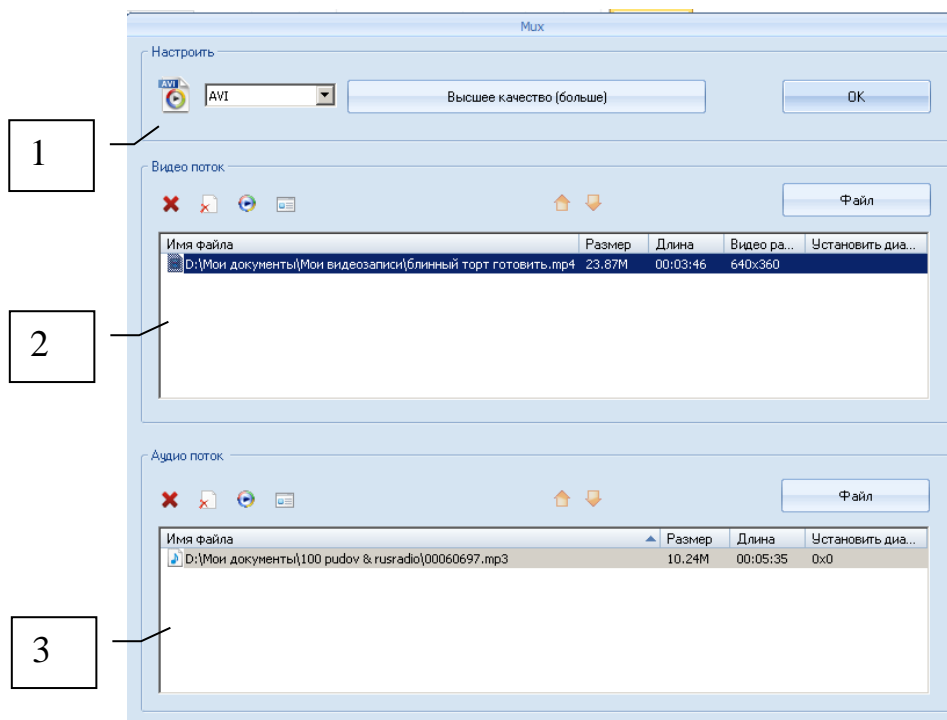 Mux
Настроить
AVI
AVI
Высшее качество (больше)
OK
1
Видео поток
Файл
Имя файла Размер Длина Видео ра... Установить диа...
D:\Мои документы\Мои видеозаписи\блинный торт готовить.mp4 23.87M 00:03:46 640x360
2
Аудио поток
Файл
Имя файла Размер Длина Установить диа...
D:\Мои документы\100 pudov & rusradio\00060697.mp3 10.24M 00:05:35 0x0
3